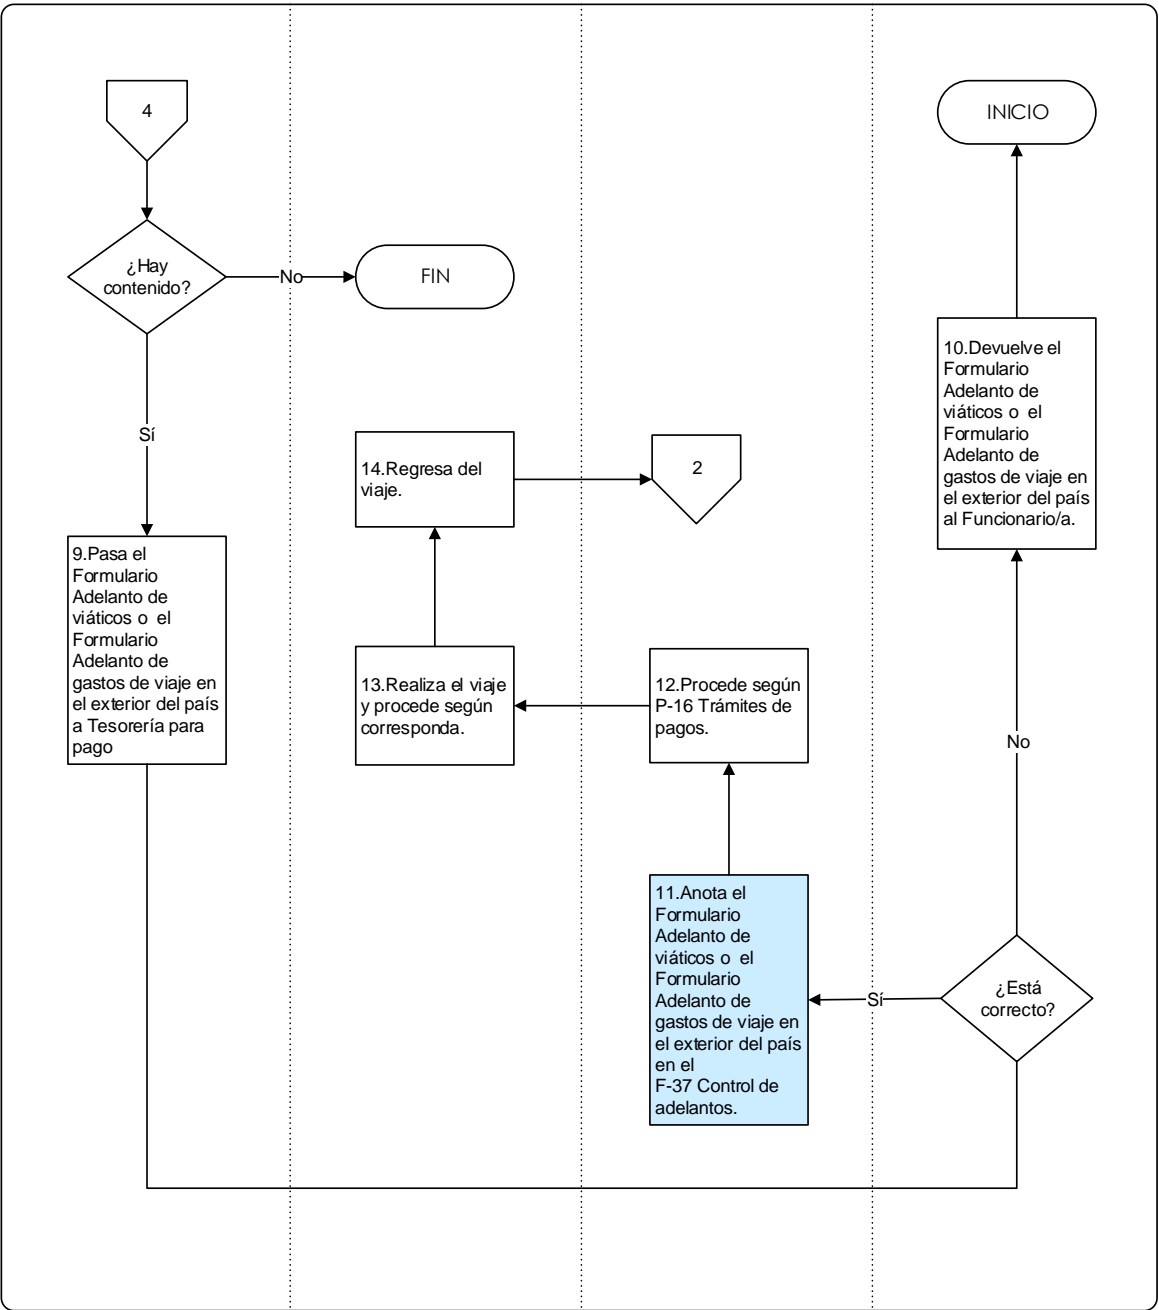 4
INICIO
¿Hay
contenido?
No
FIN
Sí
10.Devuelve el
Formulario
Adelanto de
viáticos o el
Formulario
Adelanto de
gastos de viaje en
el exterior del país
al Funcionario/a.
14.Regresa del
viaje.
2
9.Pasa el
Formulario
Adelanto de
viáticos o el
Formulario
Adelanto de
gastos de viaje en
el exterior del país
a Tesorería para
pago
13.Realiza el viaje
y procede según
corresponda.
12.Procede según
P-16 Trámites de
pagos.
No
11.Anota el
Formulario
Adelanto de
viáticos o el
Formulario
Adelanto de
gastos de viaje en
el exterior del país
en el
F-37 Control de
adelantos.
Sí
¿Está
correcto?